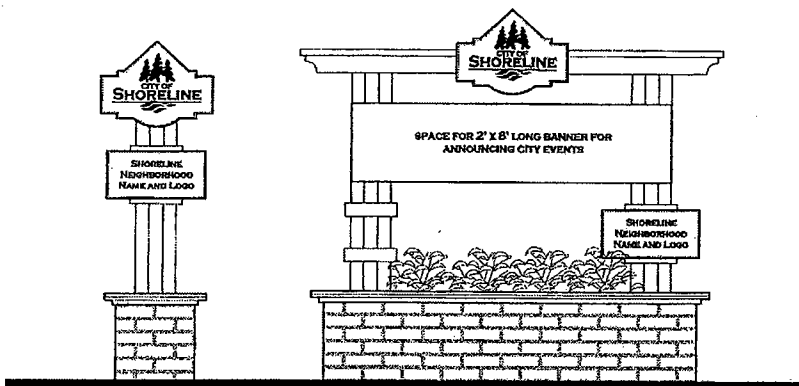 CITY OF
SHORELINE
SHORELINE
NEIGHBORHOOD
NAME AND LOGO
CITY OF
SHORELINE
SPACE FOR 2' X 8' LONG BANNER FOR
ANNOUNCING CITY EVENTS
SHORELINE
NEIGHBORHOOD
NAME AND LOGO